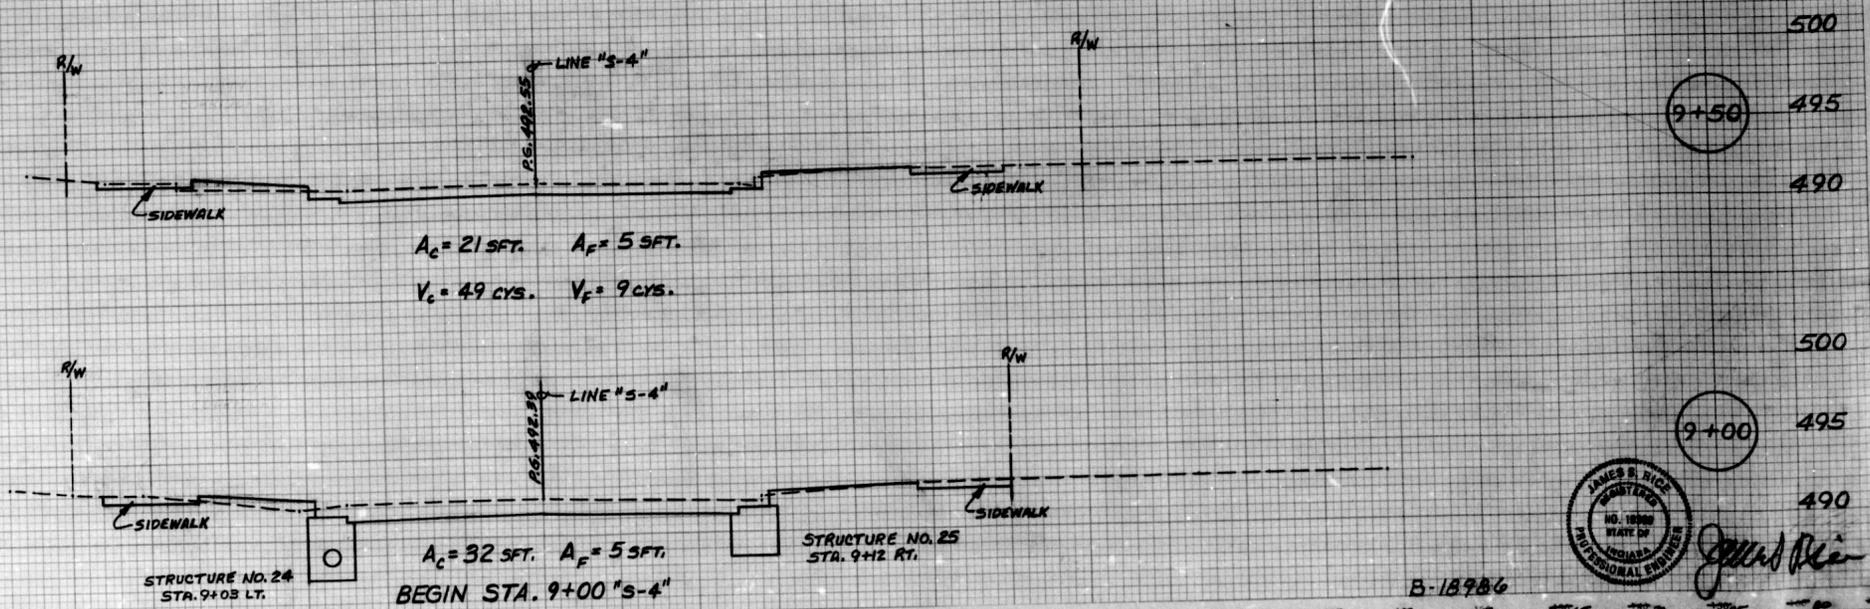 500
R/W
LINE "S-4"
R/W
P.G. 492.55
9+50
495
490
SIDEWALK
SIDEWALK
Ac = 21 SFT. AF = 5 SFT.
Vc = 49 CYS. VF = 9 CYS.
500
R/W
R/W
LINE "S-4"
P.G. 492.39
9+00
495
490
SIDEWALK
SIDEWALK
STRUCTURE NO. 24
STA. 9+03 LT.
Ac = 32 SFT. AF = 5 SFT.
STRUCTURE NO. 25
STA. 9+12 RT.
BEGIN STA. 9+00 "S-4"
JAMES S. RICE
REGISTERED
NO.
STATE OF
INDIANA
PROFESSIONAL ENGINEER
B-18986